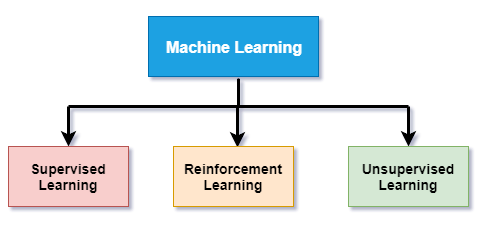 Machine Learning
Supervised
Learning
Reinforcement
Learning
Unsupervised
Learning